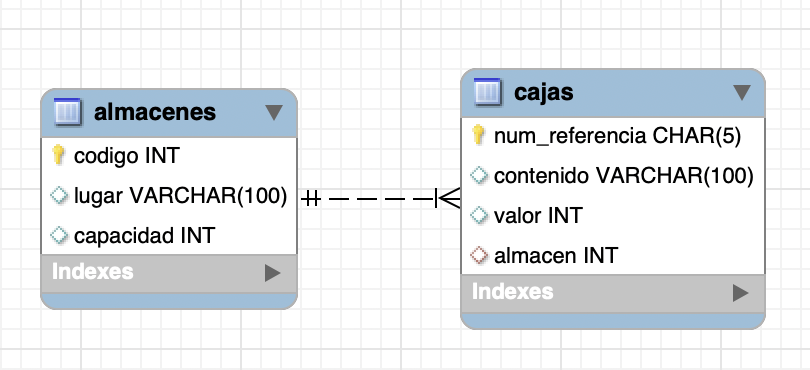 almacenes
codigo INT
lugar VARCHAR(100)
capacidad INT
Indexes
cajas
num_referencia CHAR(5)
contenido VARCHAR(100)
valor INT
almacen INT
Indexes